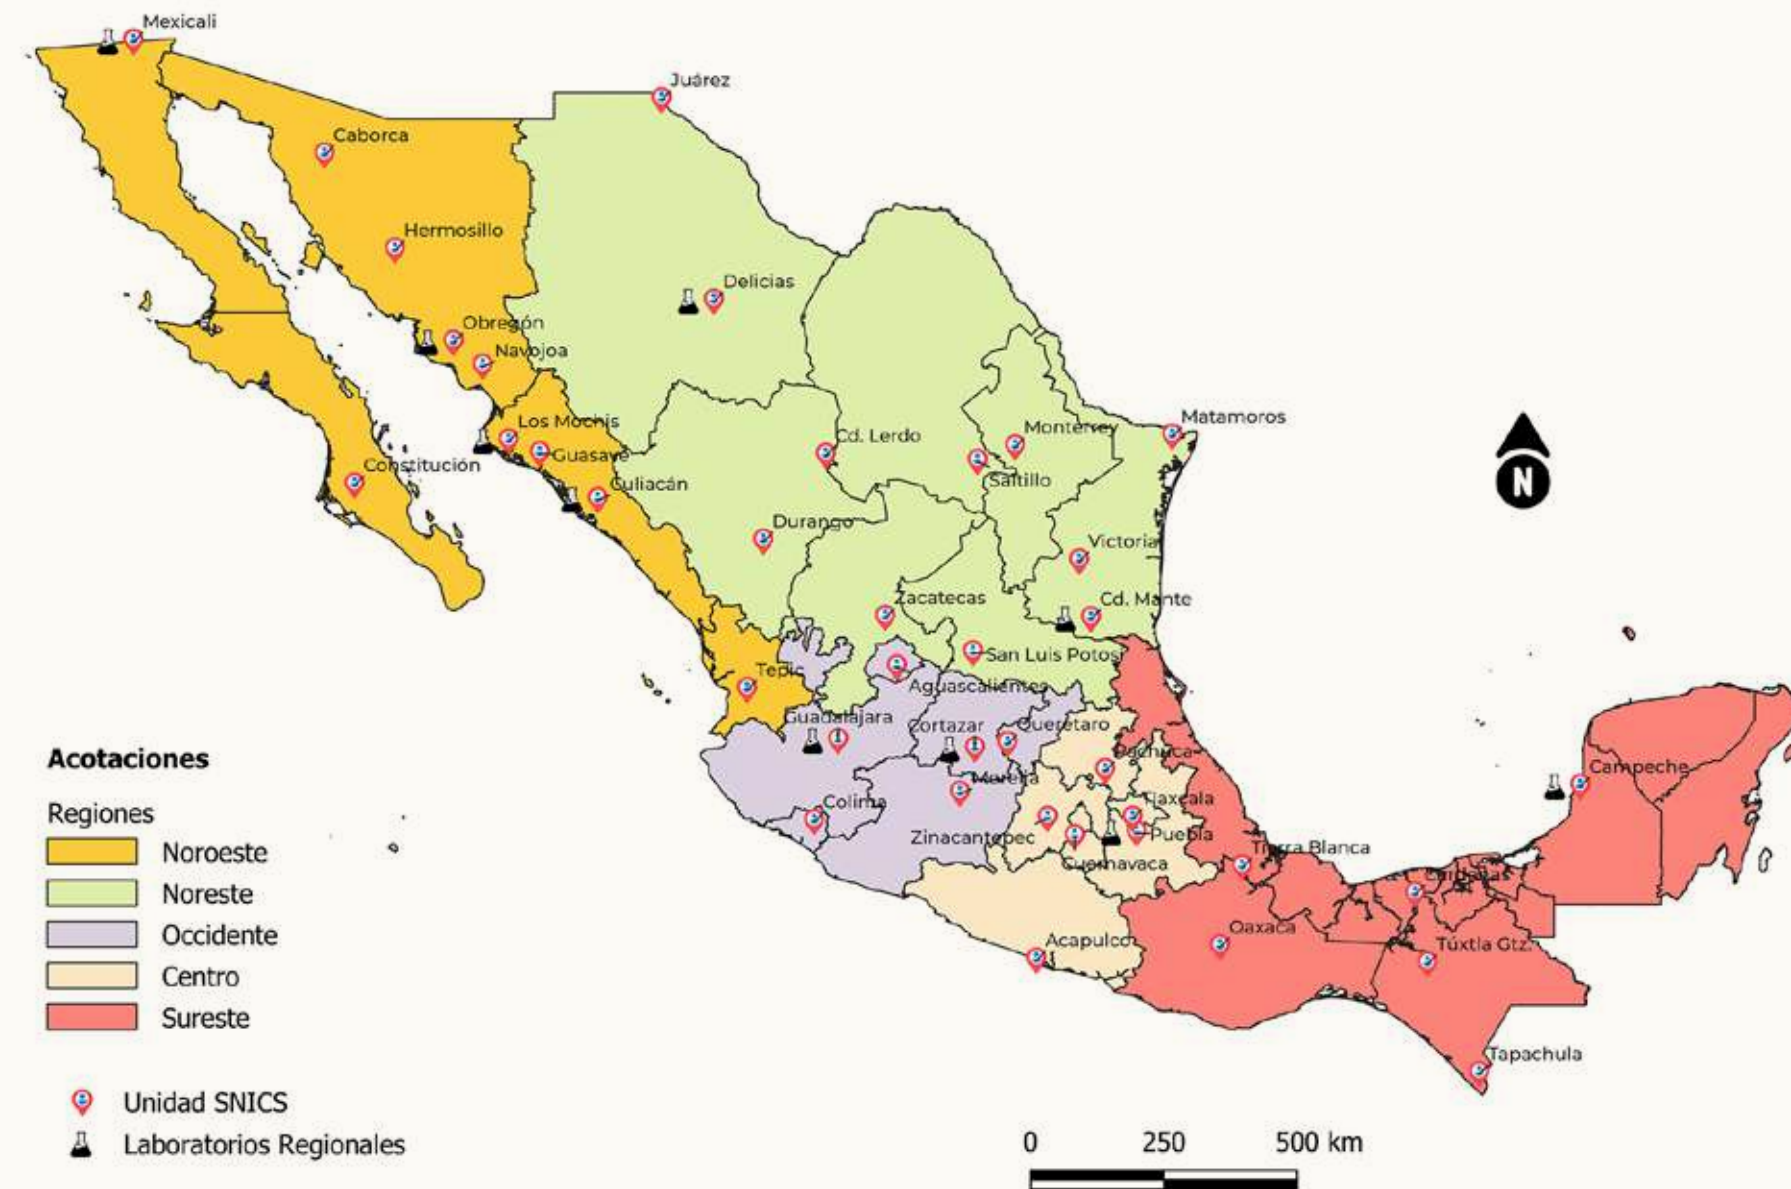 Mexicali
Juárez
Caborca
Hermosillo
Delicias
Obregón
Navojoa
Los Mochis
Guasave
Culiacán
Constitución
Cd. Lerdo
Monterrey
Matamoros
Saltillo
Durango
Victoria
Zacatecas
Cd. Mante
San Luis Potosí
Tepic
Aguascalientes
Guadalajara
Cortazar
Querétaro
Pachuca
Morelia
Colima
Tlaxcala
Zinacantepec
Puebla
Cuernavaca
Tierra Blanca
Campeche
Cárdenas
Acapulco
Oaxaca
Túxtla Gtz.
Tapachula
N
Acotaciones
Regiones
Noroeste
Noreste
Occidente
Centro
Sureste
Unidad SNICS
Laboratorios Regionales
0 250 500 km